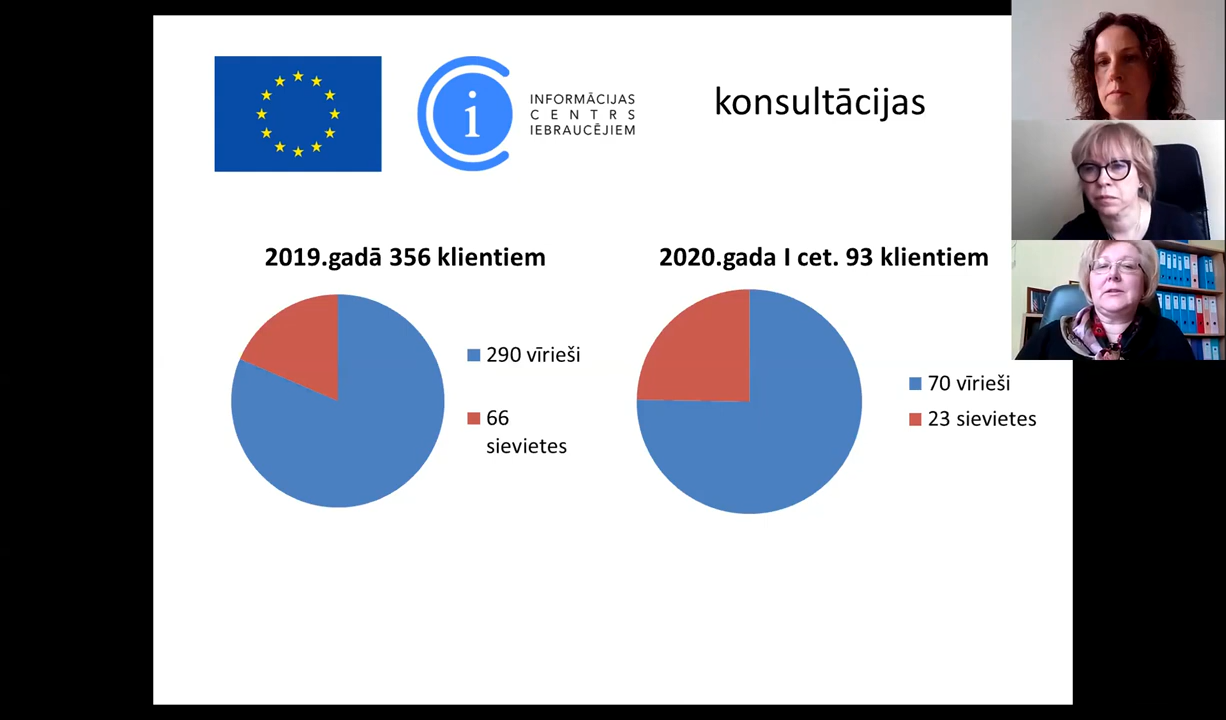 INFORMĀCIJAS
CENTRS
IEBRAUCĒJIEM
konsultācijas
2019.gadā 356 klientiem
290 vīrieši
66
sievietes
2020.gada I cet. 93 klientiem
70 vīrieši
23 sievietes